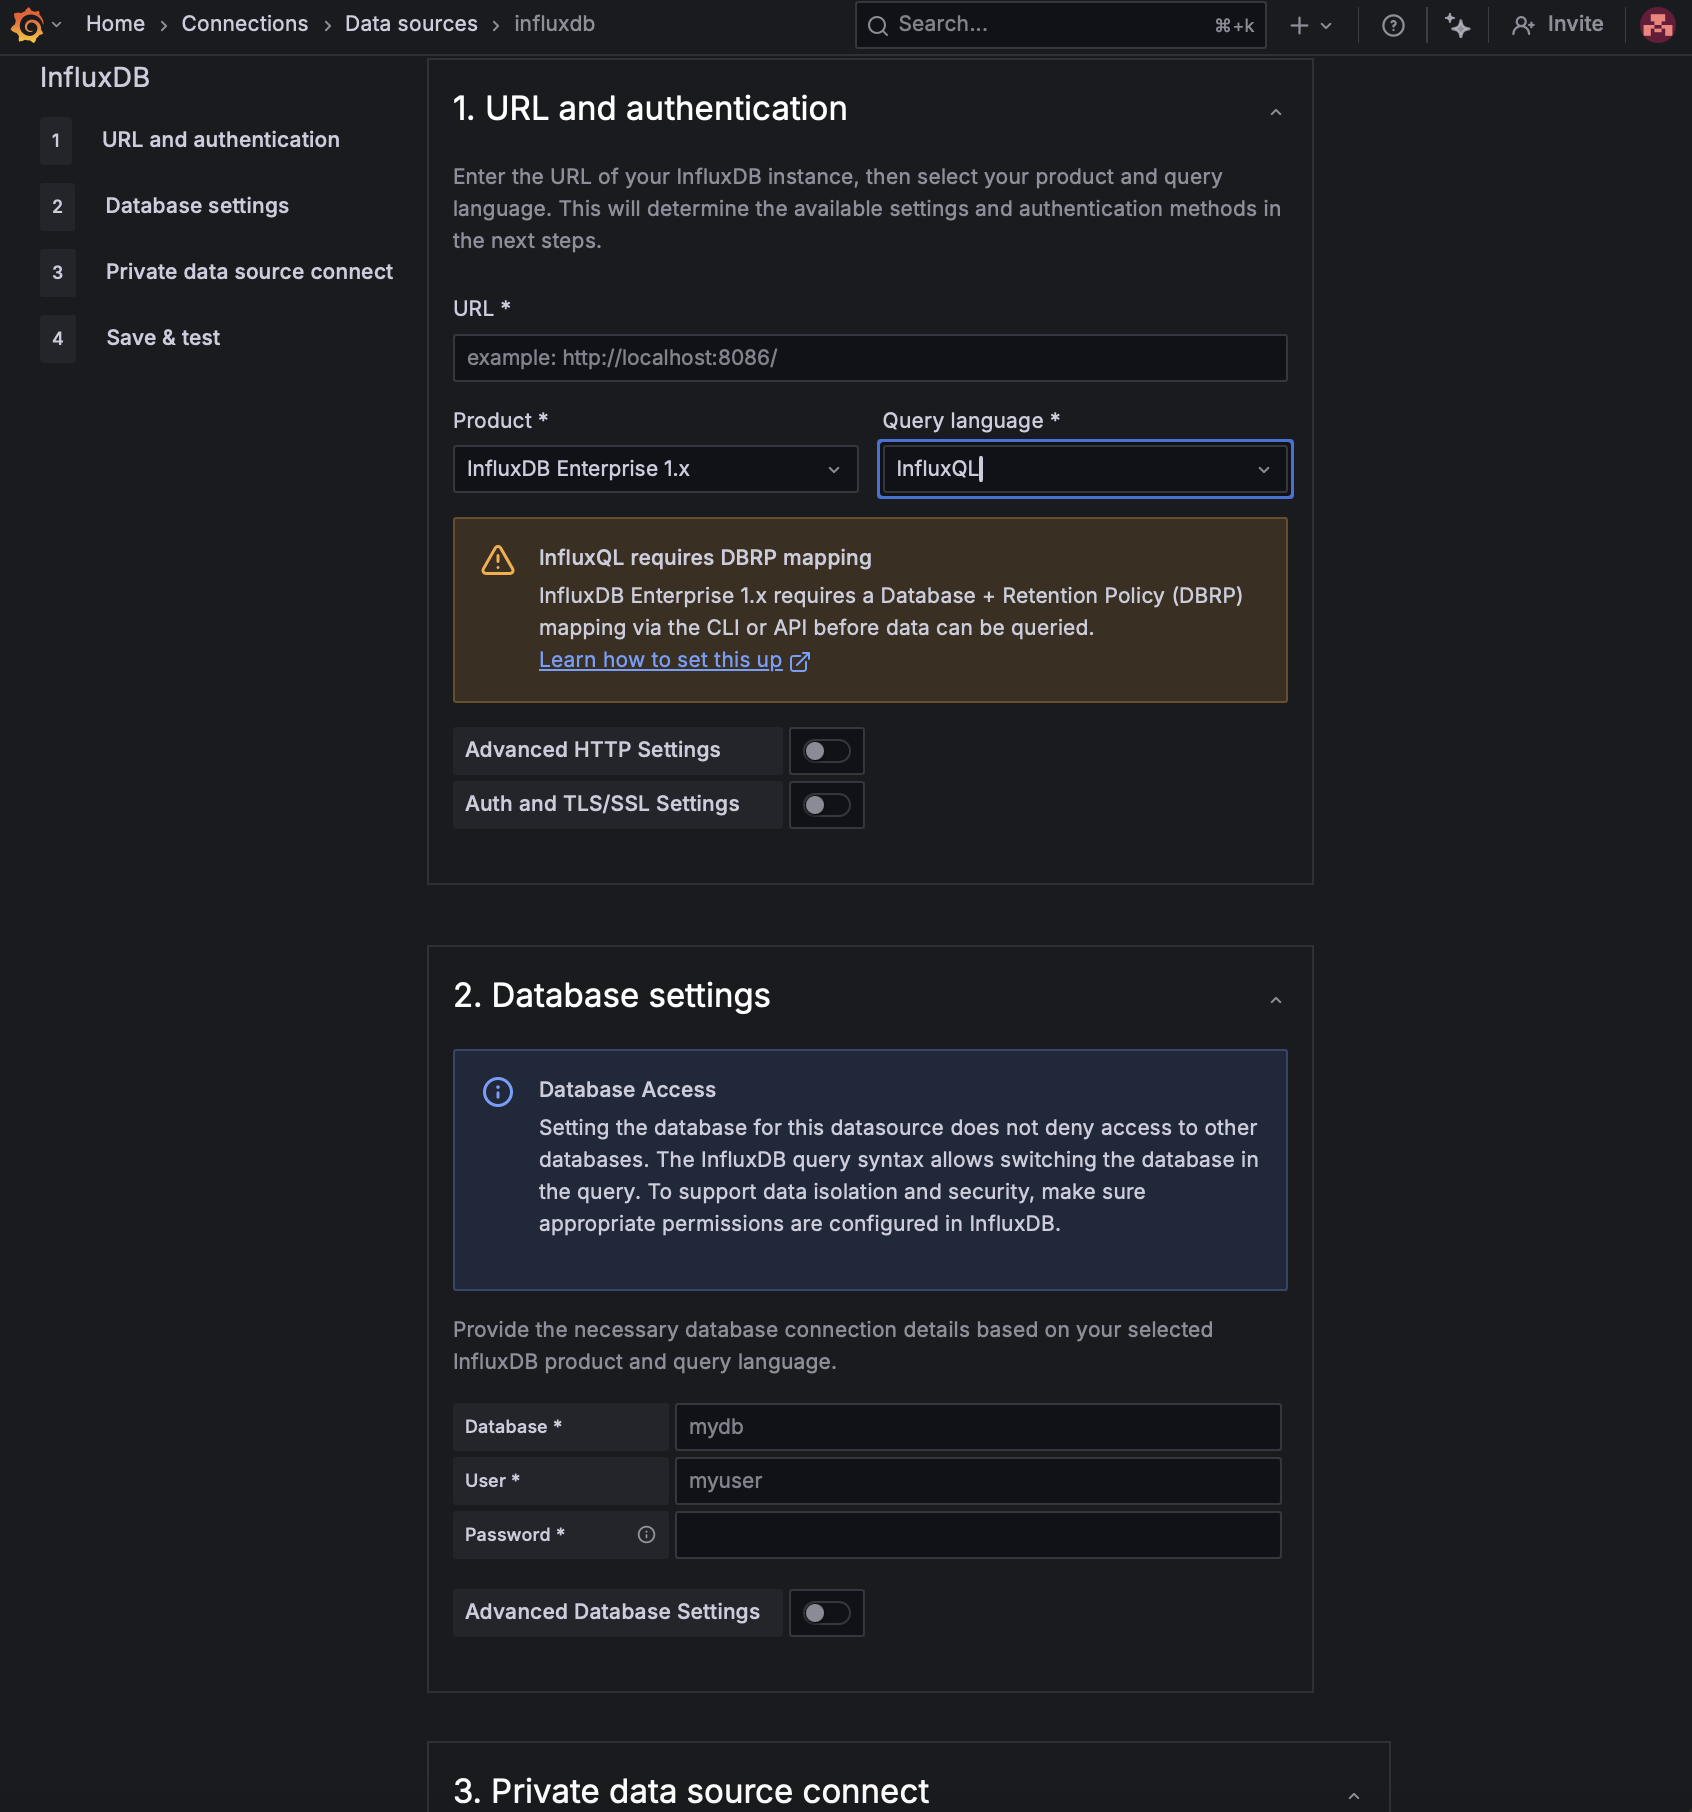 Home › Connections › Data sources › influxdb
Search... ⌘+k
Invite
InfluxDB
1 URL and authentication
2 Database settings
3 Private data source connect
4 Save & test
1. URL and authentication
Enter the URL of your InfluxDB instance, then select your product and query
language. This will determine the available settings and authentication methods in
the next steps.
URL *
example: http://localhost:8086/
Product * Query language *
InfluxDB Enterprise 1.x InfluxQL
InfluxQL requires DBRP mapping
InfluxDB Enterprise 1.x requires a Database + Retention Policy (DBRP)
mapping via the CLI or API before data can be queried.
Learn how to set this up
Advanced HTTP Settings
Auth and TLS/SSL Settings
2. Database settings
Database Access
Setting the database for this datasource does not deny access to other
databases. The InfluxDB query syntax allows switching the database in
the query. To support data isolation and security, make sure
appropriate permissions are configured in InfluxDB.
Provide the necessary database connection details based on your selected
InfluxDB product and query language.
Database * mydb
User * myuser
Password *
Advanced Database Settings
3. Private data source connect